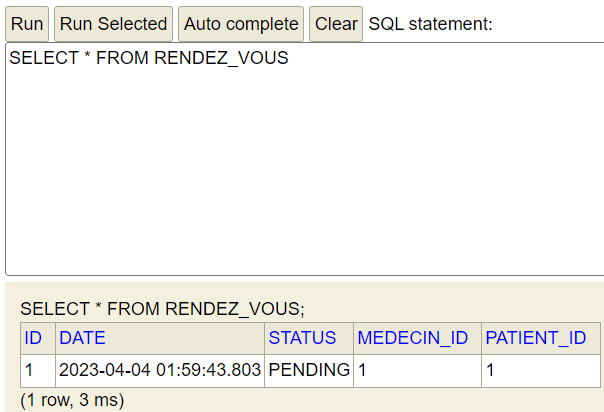 Run Run Selected Auto complete Clear SQL statement:
SELECT * FROM RENDEZ_VOUS
SELECT * FROM RENDEZ_VOUS;
ID DATE STATUS MEDECIN_ID PATIENT_ID
1 2023-04-04 01:59:43.803 PENDING 1 1
(1 row, 3 ms)